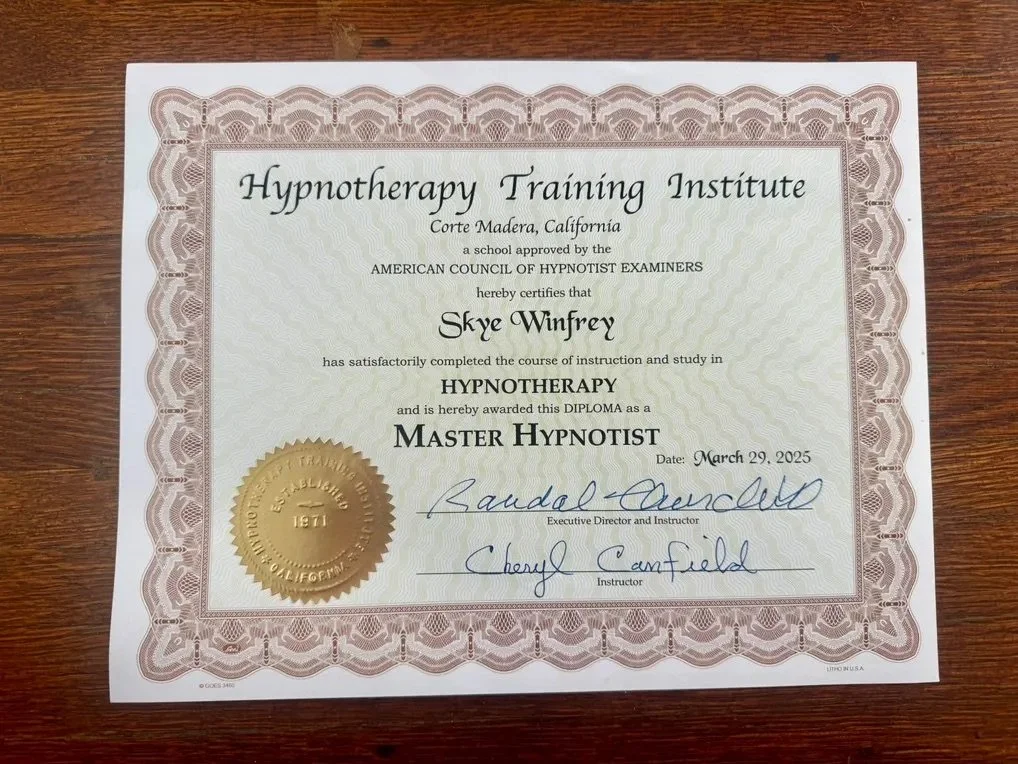 Hypnotherapy Training Institute
Corte Madera, California
a school approved by the
AMERICAN COUNCIL OF HYPNOTIST EXAMINERS
hereby certifies that
Skye Winfrey
has satisfactorily completed the course of instruction and study in
HYPNOTHERAPY
and is hereby awarded this DIPLOMA as a
MASTER HYPNOTIST
Date: March 29, 2025
Randal
Executive Director and Instructor
Cheryl Canfield
Instructor
HYPNOTHERAPY TRAINING INSTITUTE
ESTABLISHED
1971
CALIFORNIA
© GOES 3460
LITHO IN U.S.A.